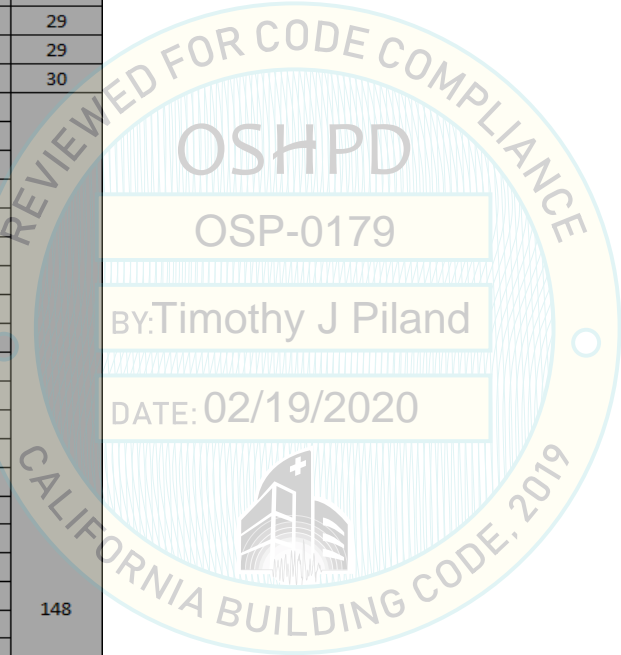 29
29
30
148
REVIEWED FOR CODE COMPLIANCE
OSHPD
OSP-0179
BY:Timothy J Piland
DATE: 02/19/2020
CALIFORNIA BUILDING CODE, 2019